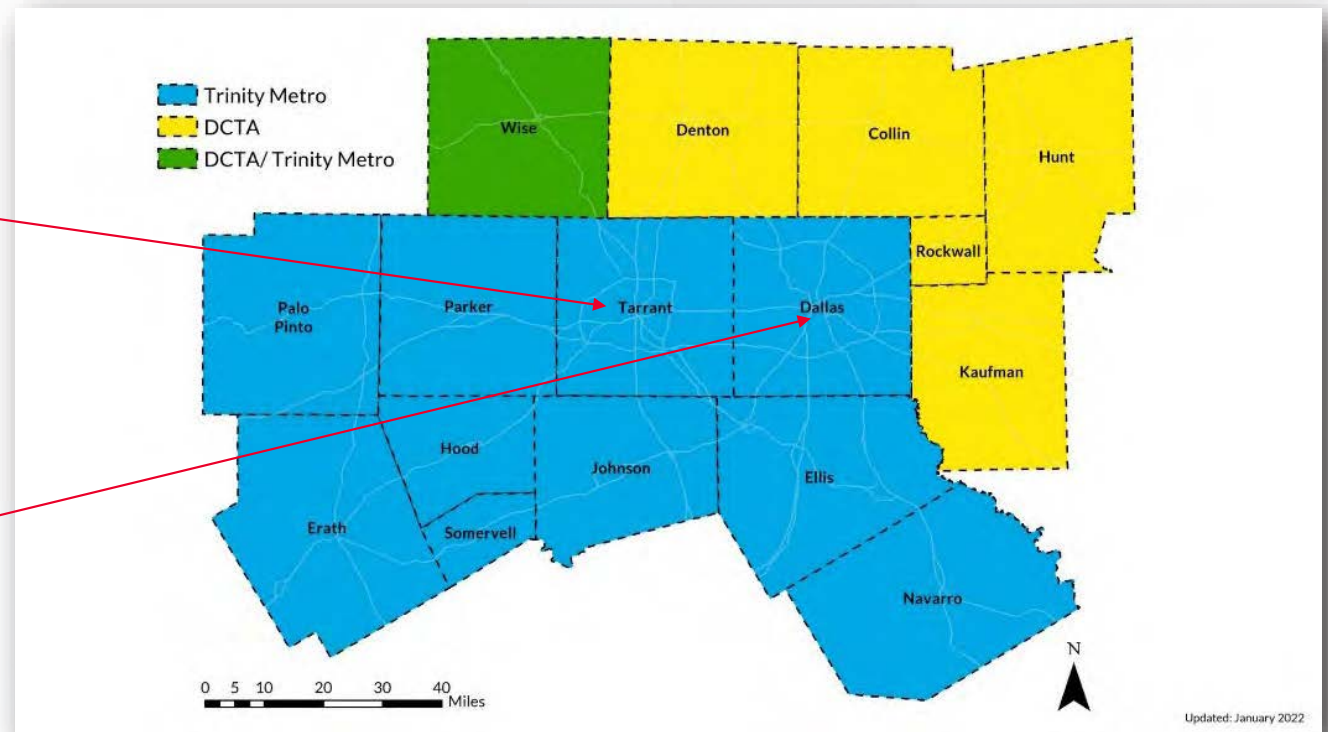 Trinity Metro
DCTA
DCTA/ Trinity Metro
Wise
Denton
Collin
Hunt
Rockwall
Palo
Pinto
Parker
Tarrant
Dallas
Kaufman
Hood
Johnson
Ellis
Erath
Somervell
Navarro
N
0 5 10 20 30 40
Miles
Updated: January 2022